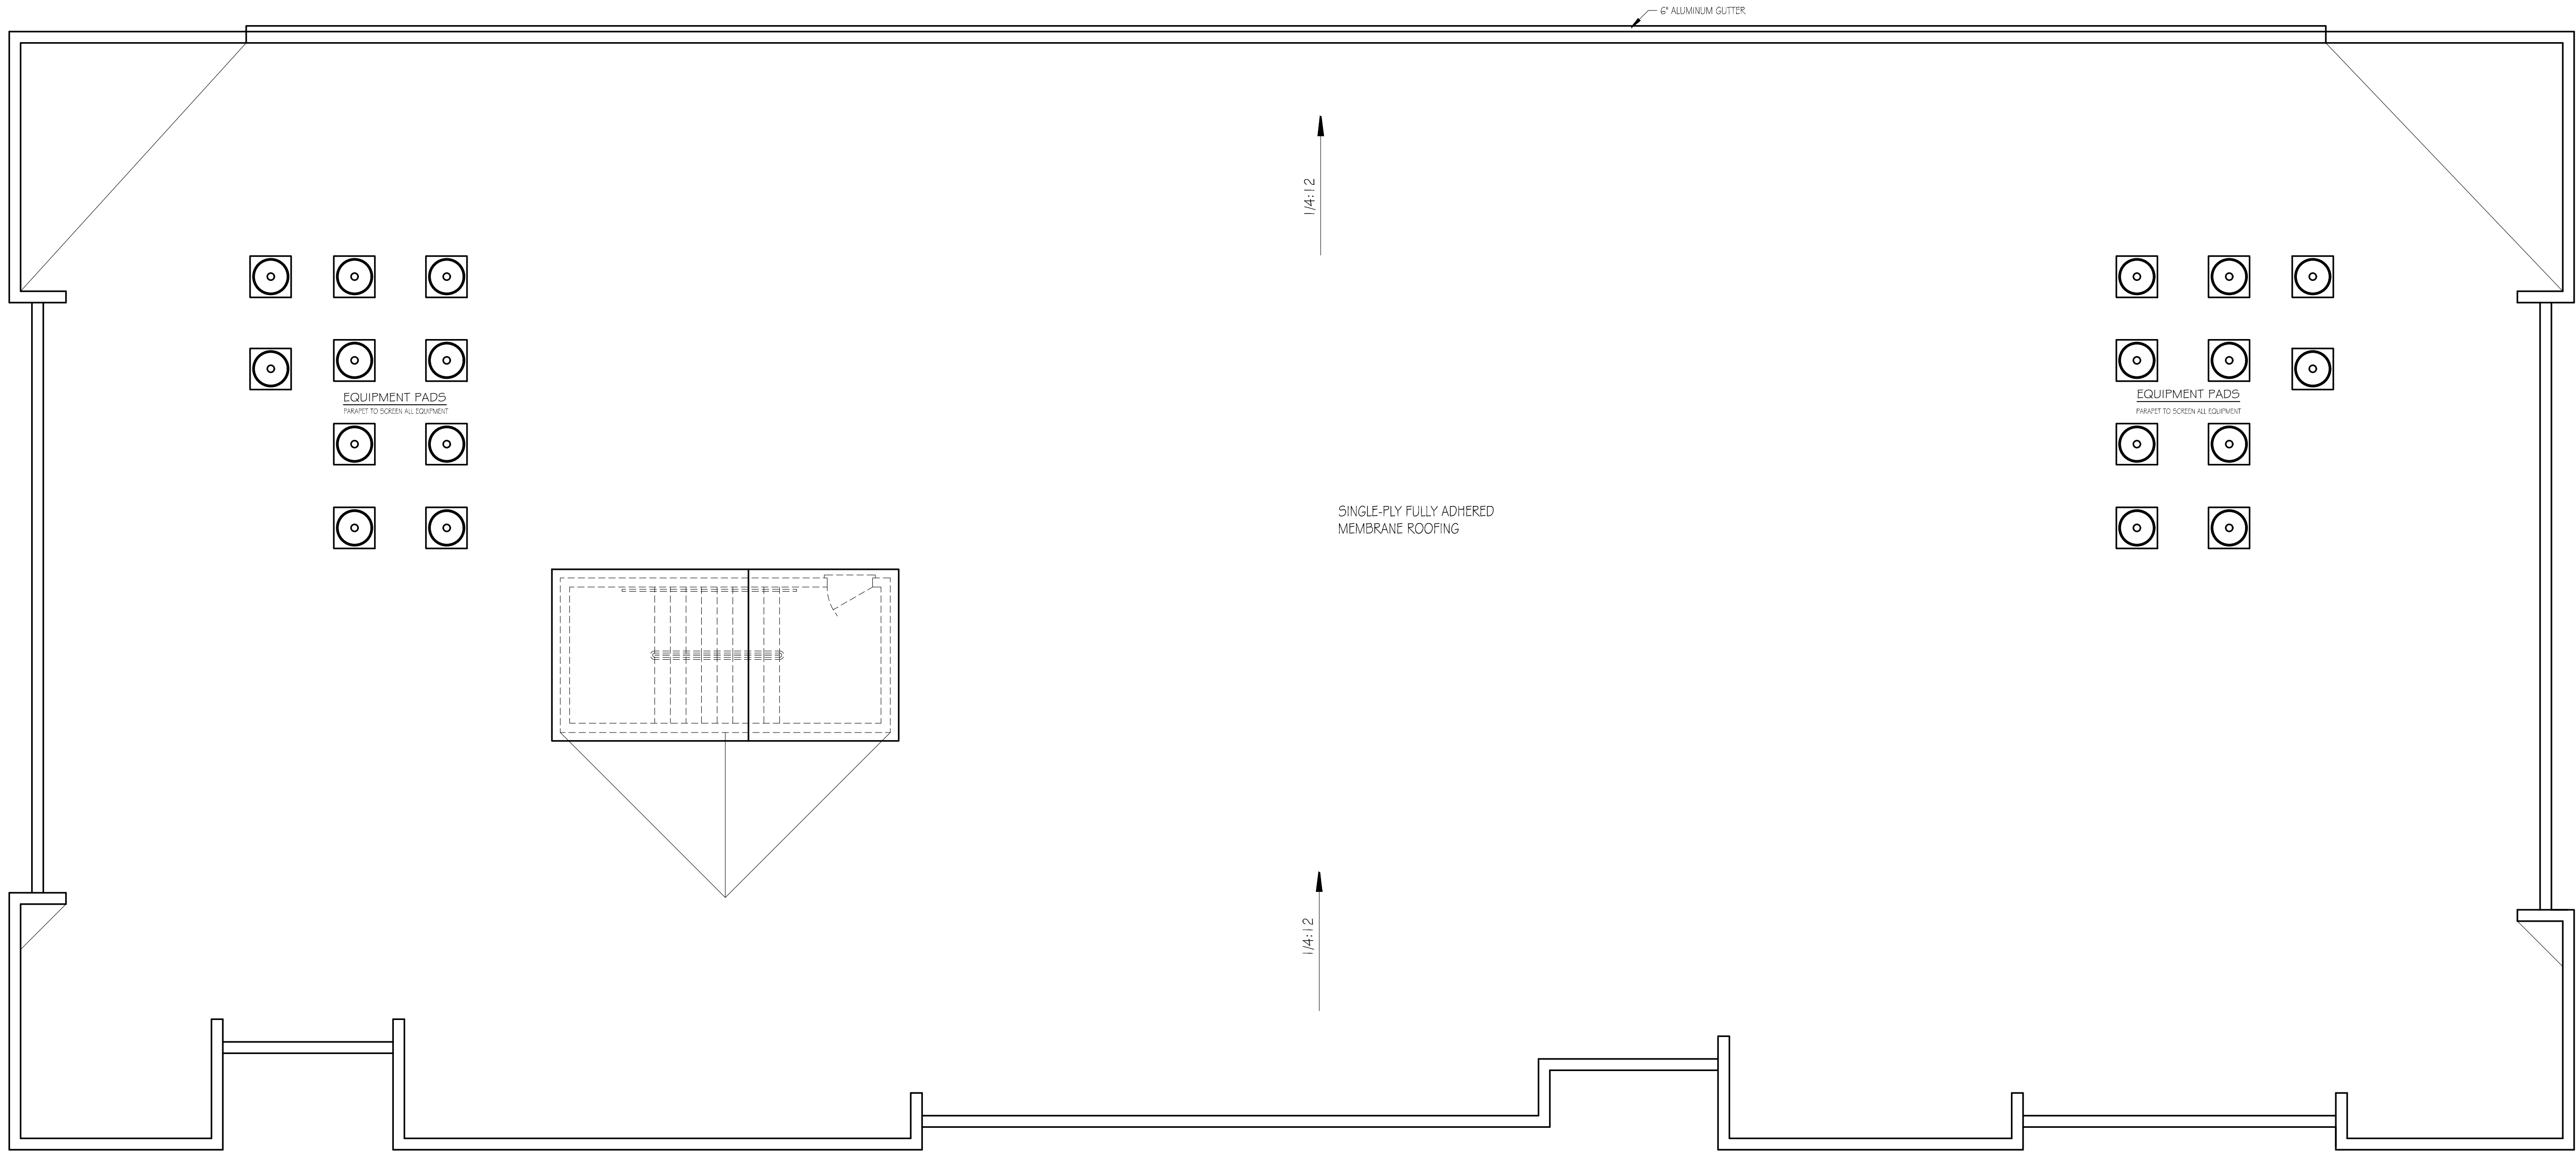 6" ALUMINUM GUTTER
1/4:12
EQUIPMENT PADS
PARAPET TO SCREEN ALL EQUIPMENT
EQUIPMENT PADS
PARAPET TO SCREEN ALL EQUIPMENT
SINGLE-PLY FULLY ADHERED
MEMBRANE ROOFING
1/4:12